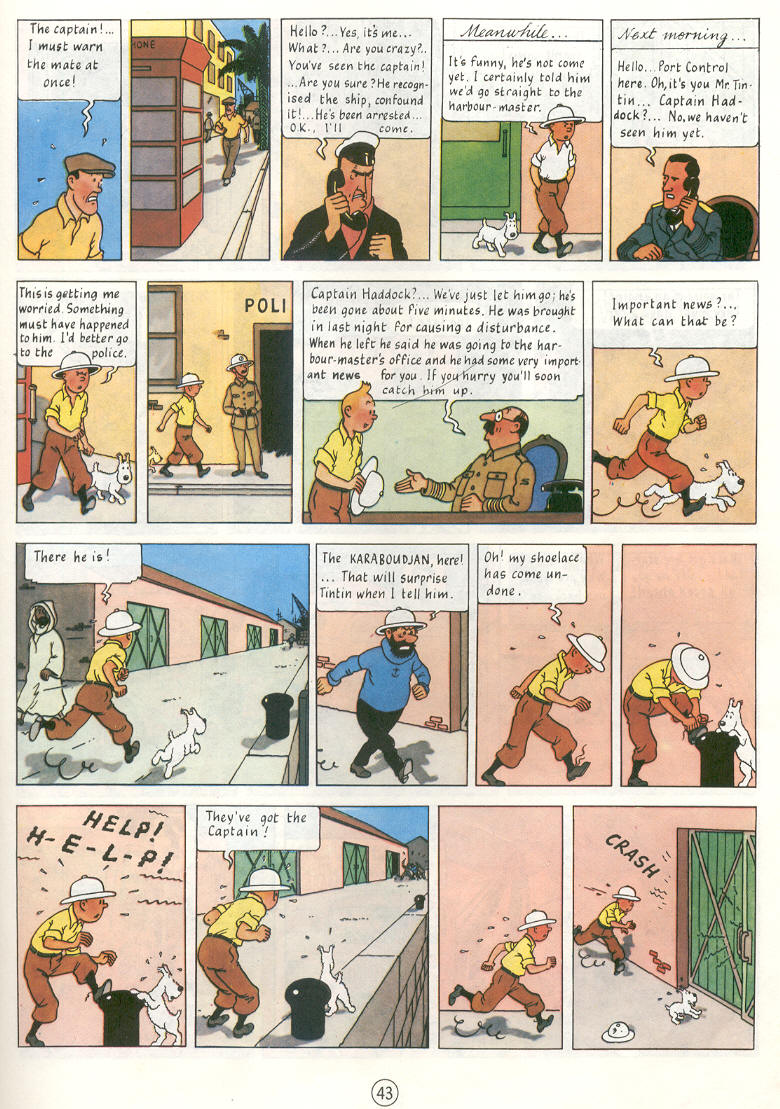 The captain!...
I must warn
the mate at
once!
HONE
Hello?...Yes, it's me...
What?... Are you crazy?..
You've seen the captain!
...Are you sure? He recogn-
ised the ship, confound
it!...He's been arrested...
O.K., I'll come.
Meanwhile...
It's funny, he's not come
yet. I certainly told him
we'd go straight to the
harbour-master.
Next morning...
Hello... Port Control
here. Oh, it's you Mr. Tin-
tin... Captain Had-
dock?... No, we haven't
seen him yet.
This is getting me
worried. Something
must have happened
to him. I'd better go
to the police.
POLI
Captain Haddock?... We've just let him go; he's
been gone about five minutes. He was brought
in last night for causing a disturbance.
When he left he said he was going to the har-
bour-master's office and he had some very import-
ant news for you. If you hurry you'll soon
catch him up.
Important news?...
What can that be?
There he is!
The KARABOUDJAN, here!
... That will surprise
Tintin when I tell him.
Oh! my shoelace
has come un-
done.
HELP!
H-E-L-P!
They've got the
Captain!
CRASH
43